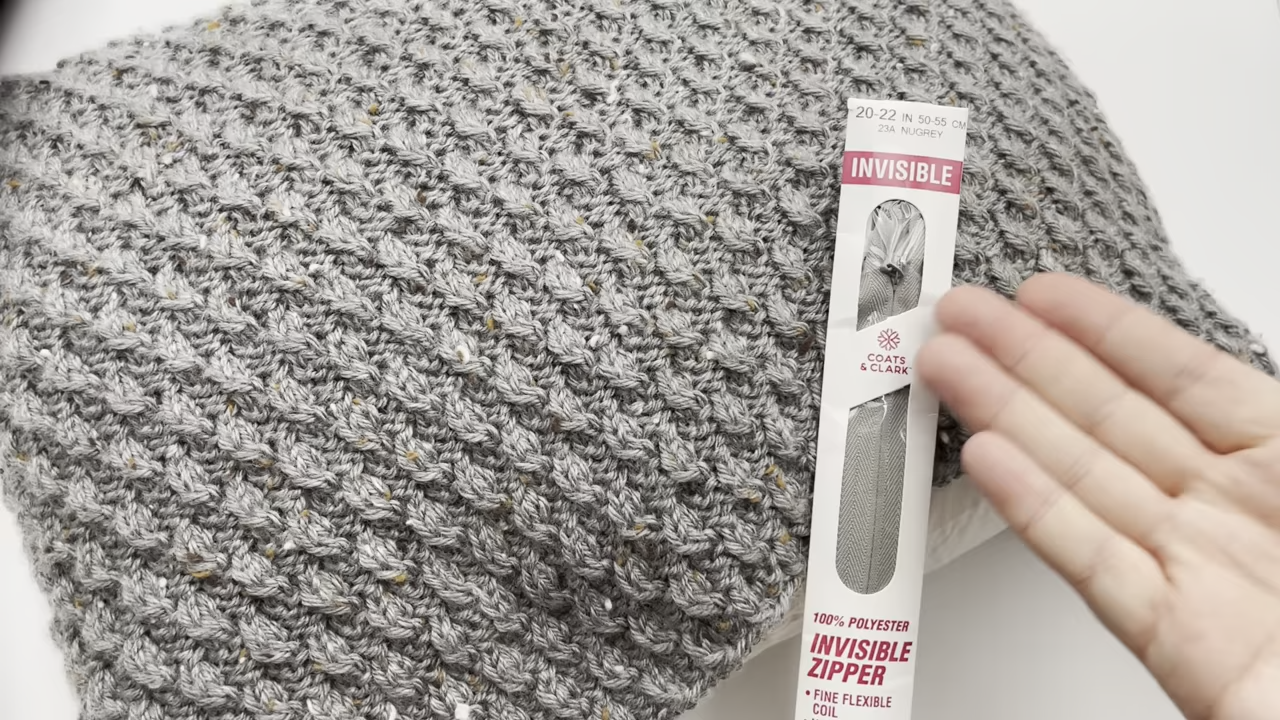 20-22 IN 50-55 CM
23A NUGREY
INVISIBLE
COATS
& CLARK
100% POLYESTER
INVISIBLE
ZIPPER
• FINE FLEXIBLE
COIL